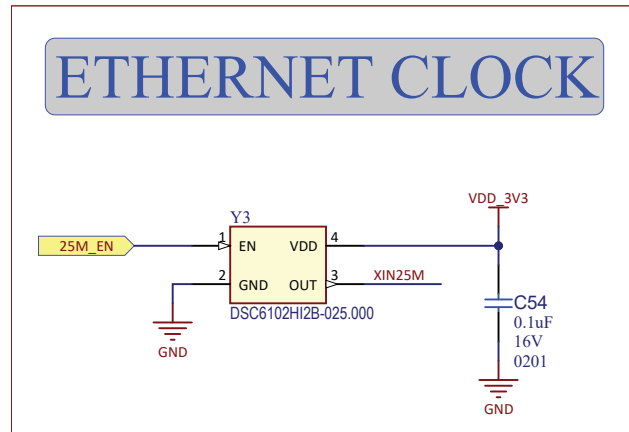 ETHERNET CLOCK
VDD_3V3
Y3
25M_EN
1
EN
VDD
4
2
GND
OUT
3
XIN25M
DSC6102HI2B-025.000
GND
C54
0.1uF
16V
0201
GND